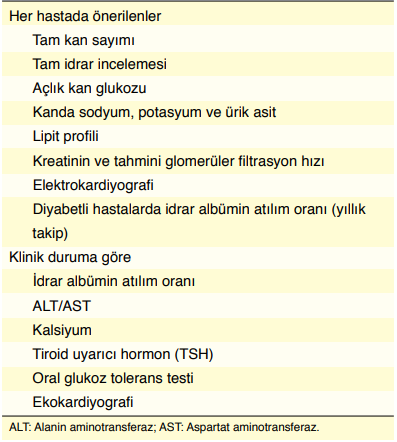 Her hastada önerilenler
Tam kan sayımı
Tam idrar incelemesi
Açlık kan glukozu
Kanda sodyum, potasyum ve ürik asit
Lipit profili
Kreatinin ve tahmini glomerüler filtrasyon hızı
Elektrokardiyografi
Diyabetli hastalarda idrar albümin atılım oranı (yıllık
takip)
Klinik duruma göre
İdrar albümin atılım oranı
ALT/AST
Kalsiyum
Tiroid uyarıcı hormon (TSH)
Oral glukoz tolerans testi
Ekokardiyografi
ALT: Alanin aminotransferaz; AST: Aspartat aminotransferaz.